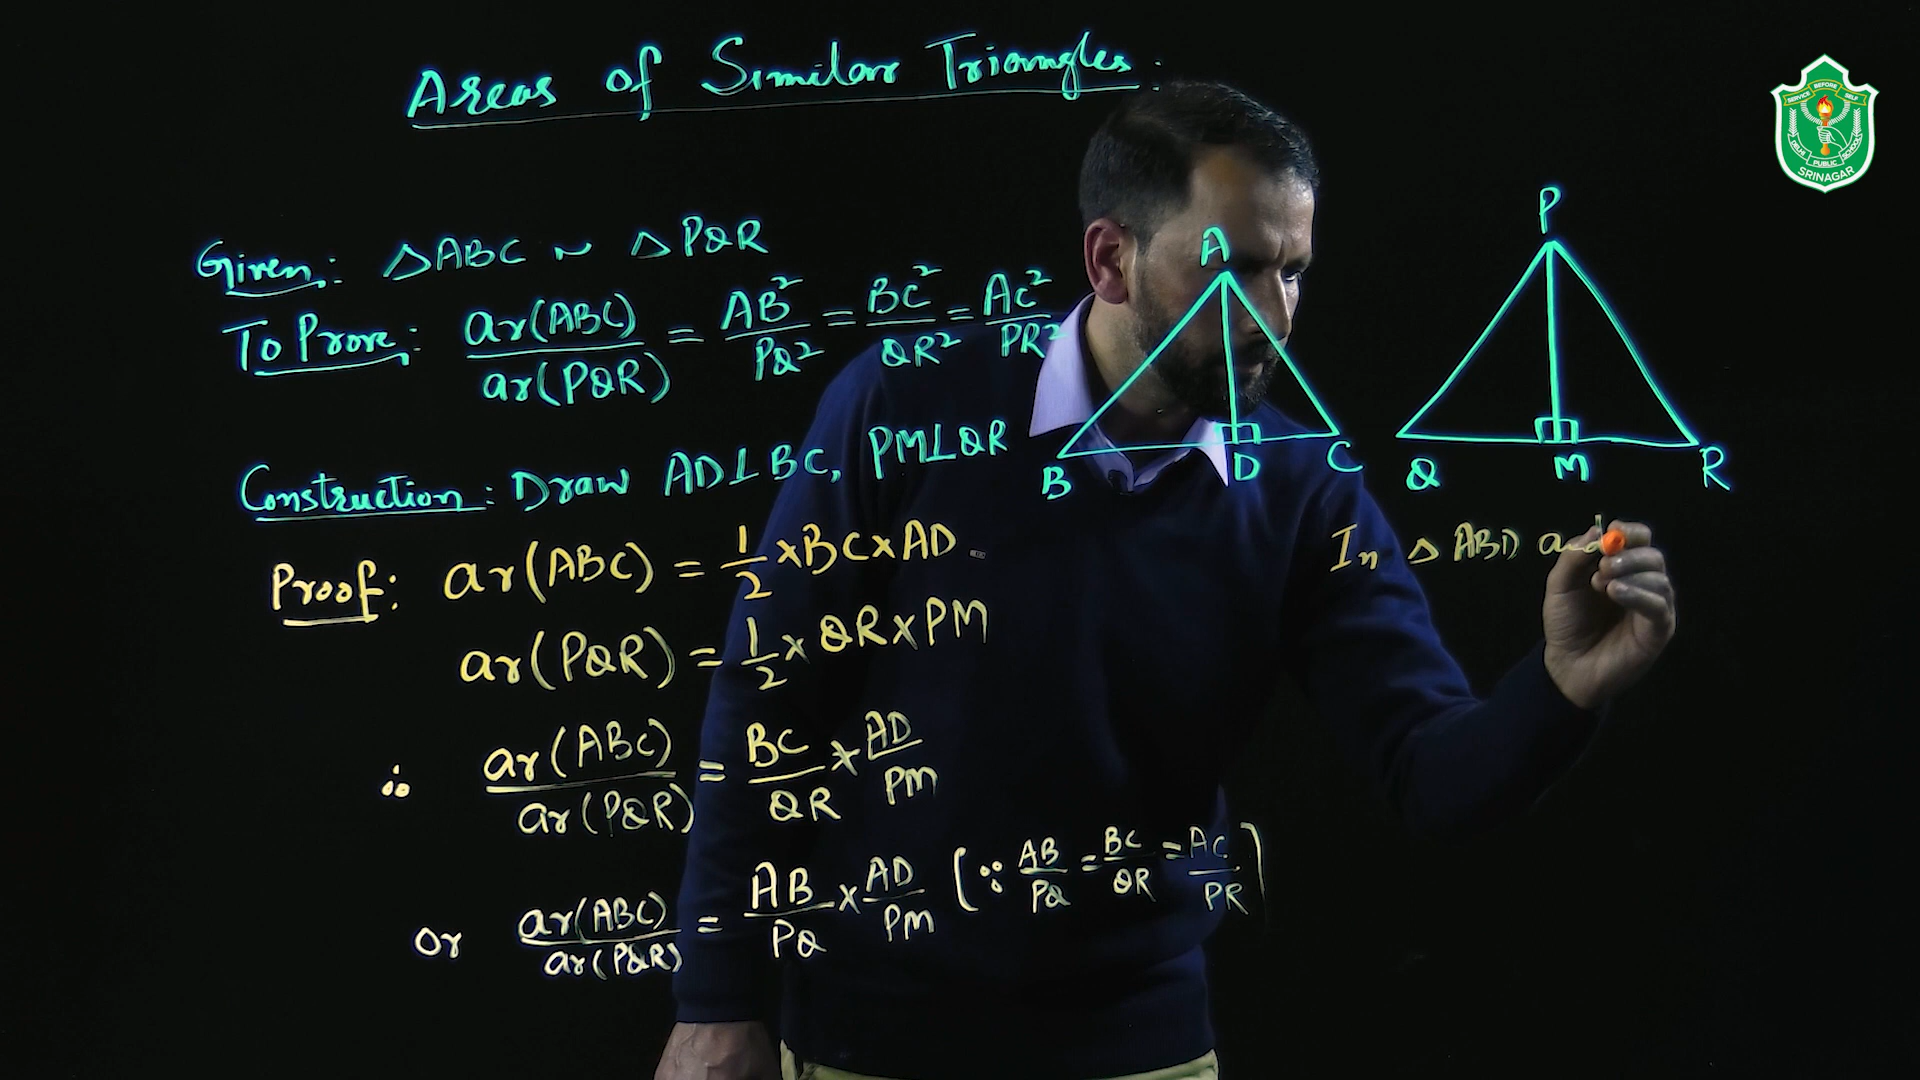 Areas of Similar Triangles.
Given: △ABC ~ △PQR
To Prove: ar(ABC)/ar(PQR) = AB²/PQ² = BC²/QR² = AC²/PR²
Construction: Draw AD⊥BC, PM⊥QR
Proof: ar(ABC) = 1/2 × BC × AD
ar(PQR) = 1/2 × QR × PM
∴ ar(ABC)/ar(PQR) = BC/QR × AD/PM
or ar(ABC)/ar(PQR) = AB/PQ × AD/PM (∵ AB/PQ = BC/QR = AC/PR)
A
B D C
P
Q M R
In △ ABD and
SERVICE BEFORE SELF
DELHI PUBLIC SCHOOL
SRINAGAR